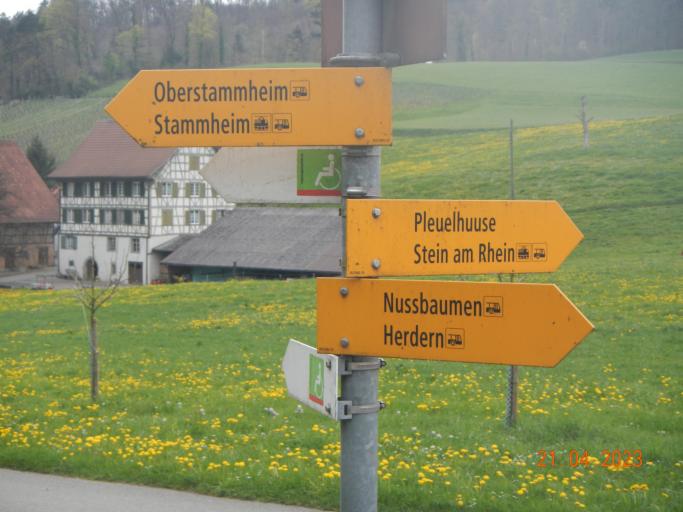 Oberstammheim
Stammheim
Pleuelhuuse
Stein am Rhein
Nussbaumen
Herdern
21 04 2023